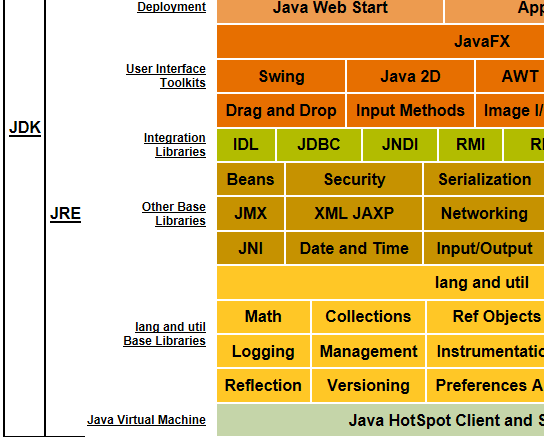 Deployment
Java Web Start
JavaFX
User Interface
Toolkits
Swing
Java 2D
AWT
Drag and Drop
Input Methods
Image I/
JDK
Integration
Libraries
IDL
JDBC
JNDI
RMI
Beans
Security
Serialization
JRE
Other Base
Libraries
JMX
XML JAXP
Networking
JNI
Date and Time
Input/Output
lang and util
Math
Collections
Ref Objects
lang and util
Base Libraries
Logging
Management
Reflection
Versioning
Preferences
Java Virtual Machine
Java HotSpot Client and